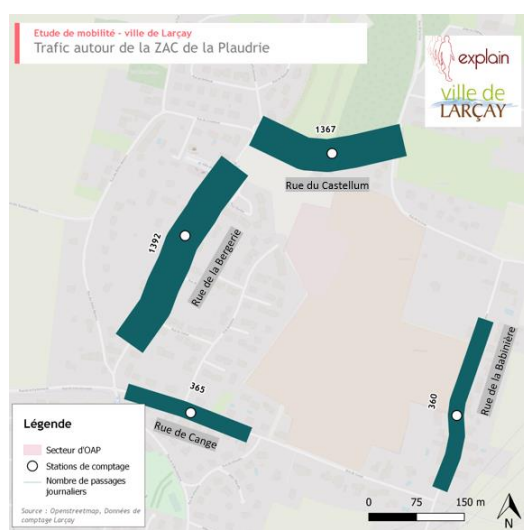 Etude de mobilité - ville de Larçay
Trafic autour de la ZAC de la Plaudrie
explain
ville de
LARÇAY
1367
Rue du Castellum
1392
Rue de la Bergerie
365
Rue de Cange
360
Rue de la Babinière
Légende
Secteur d'OAP
Stations de comptage
Nombre de passages
journaliers
Source : Openstreetmap, Données de
comptage Larçay
0 75 150 m
N